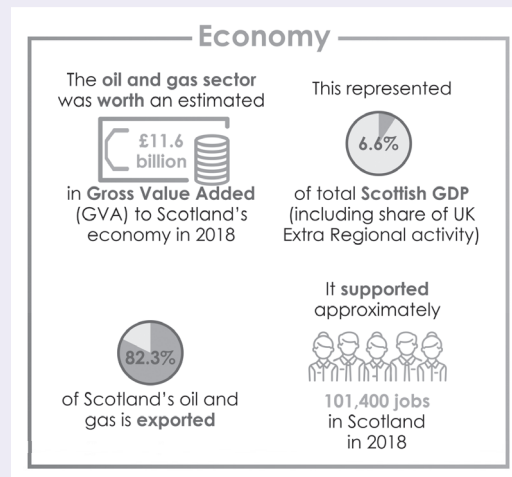 Economy
The oil and gas sector
was worth an estimated
£11.6
billion
in Gross Value Added
(GVA) to Scotland's
economy in 2018
This represented
6.6%
of total Scottish GDP
(including share of UK
Extra Regional activity)
82.3%
of Scotland's oil and
gas is exported
It supported
approximately
101,400 jobs
in Scotland
in 2018